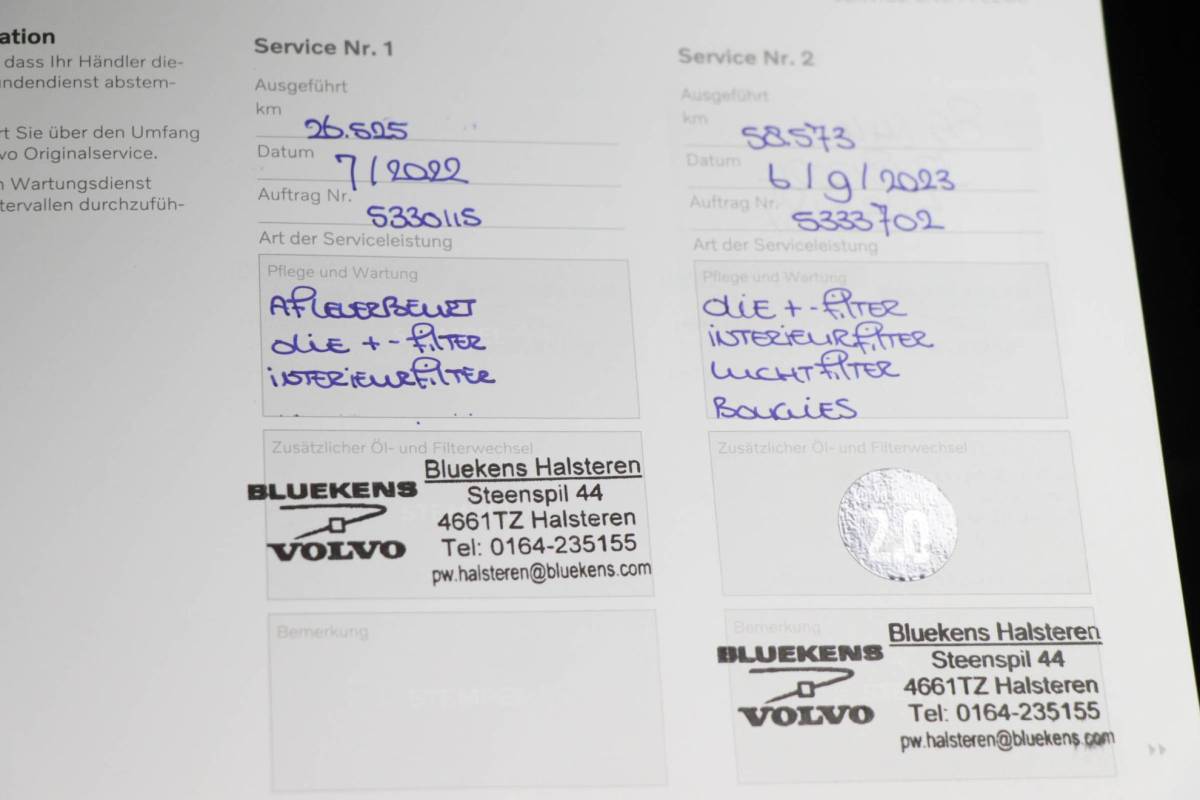 ation
dass Ihr Händler die-
undendienst abstem-
rt Sie über den Umfang
vo Originalservice.
n Wartungsdienst
tervallen durchzufüh-
Service Nr. 1
Ausgeführt
km 26.525
Datum 7/2022
Auftrag Nr. 5330115
Art der Serviceleistung
Pflege und Wartung
AFleverbeurt
olie + - filter
interieurfilter
Zusätzlicher Öl- und Filterwechsel
BLUEKENS
VOLVO
Bluekens Halsteren
Steenspil 44
4661TZ Halsteren
Tel: 0164-235155
pw.halsteren@bluekens.com
Bemerkung
Service Nr. 2
Ausgeführt
km 58.573
Datum 6/9/2023
Auftrag Nr. 5333702
Art der Serviceleistung
Pflege und Wartung
olie + - filter
interieurfilter
luchtfilter
Bougies
Zusätzlicher Öl- und Filterwechsel
2.0
Bemerkung
BLUEKENS
VOLVO
Bluekens Halsteren
Steenspil 44
4661TZ Halsteren
Tel: 0164-235155
pw.halsteren@bluekens.com